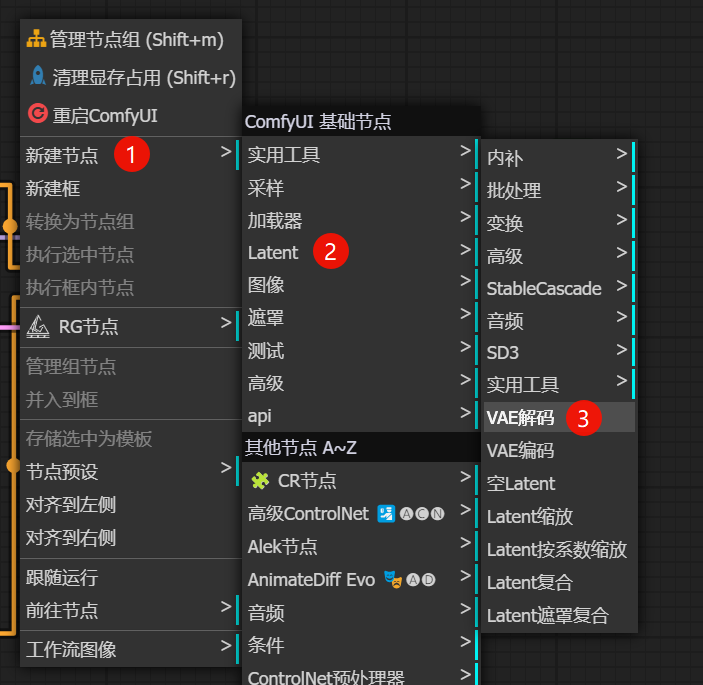 管理节点组 (Shift+m)
清理显存占用 (Shift+r)
重启ComfyUI
新建节点 1 >
新建框
转换为节点组
执行选中节点
执行框内节点
RG节点 >
管理组节点
并入到框
存储选中为模板
节点预设 >
对齐到左侧
对齐到右侧
跟随运行
前往节点 >
工作流图像 >
ComfyUI 基础节点
实用工具 >
采样 >
加载器 >
Latent 2 >
图像 >
遮罩 >
测试 >
高级 >
api >
其他节点 A~Z
CR节点 >
高级ControlNet 🅐🅒🅝 >
Alek节点 >
AnimateDiff Evo 🎭🅐🅓 >
音频 >
条件 >
ControlNet预处理器 >
内补 >
批处理 >
变换 >
高级 >
StableCascade >
音频 >
SD3 >
实用工具 >
VAE解码 3
VAE编码
空Latent
Latent缩放
Latent按系数缩放
Latent复合
Latent遮罩复合